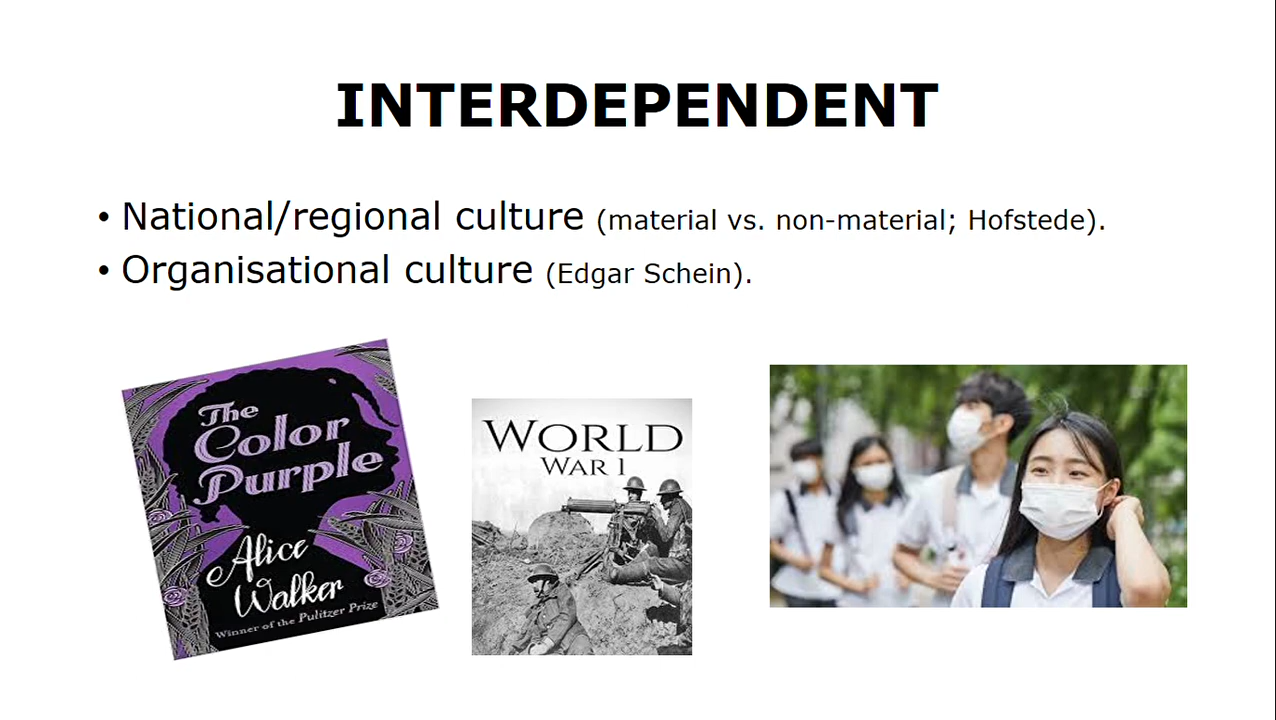 INTERDEPENDENT
• National/regional culture (material vs. non-material; Hofstede).
• Organisational culture (Edgar Schein).
The
Color
Purple
Alice
Walker
Winner of the Pulitzer Prize
WORLD
WAR I